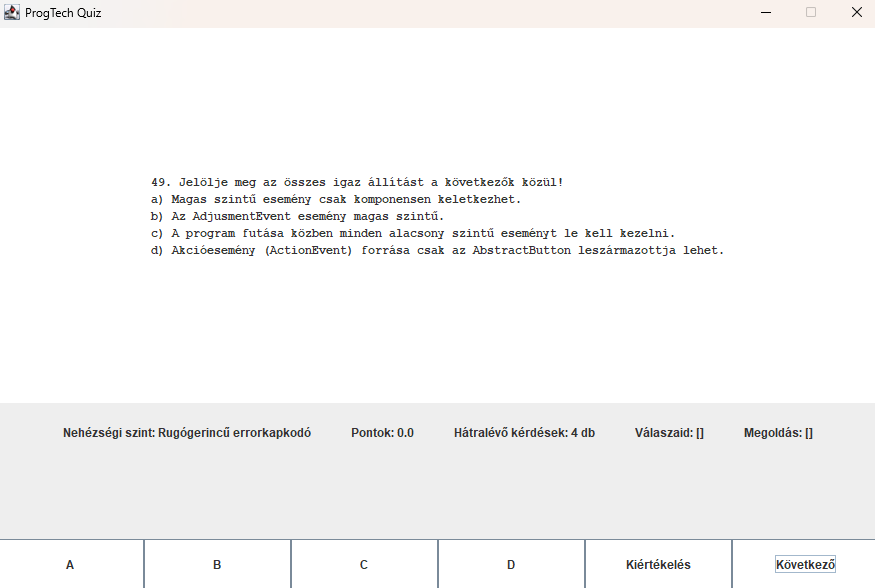 ProgTech Quiz
49. Jelölje meg az összes igaz állítást a következők közül!
a) Magas szintű esemény csak komponensen keletkezhet.
b) Az AdjusmentEvent esemény magas szintű.
c) A program futása közben minden alacsony szintű eseményt le kell kezelni.
d) Akcióesemény (ActionEvent) forrása csak az AbstractButton leszármazottja lehet.
Nehézségi szint: Rugógerincű errorkapkodó Pontok: 0.0 Hátralévő kérdések: 4 db Válaszaid: [] Megoldás: []
A B C D Kiértékelés Következő